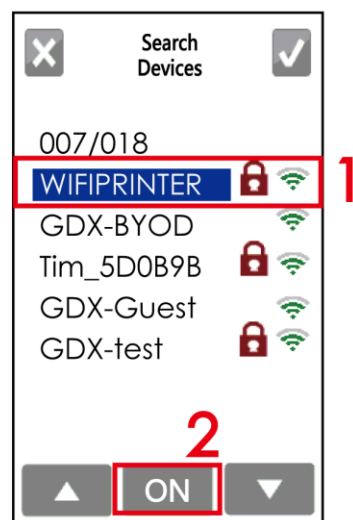 Search
Devices
007/018
WIFIPRINTER
1
GDX-BYOD
Tim_5D0B9B
GDX-Guest
GDX-test
2
ON